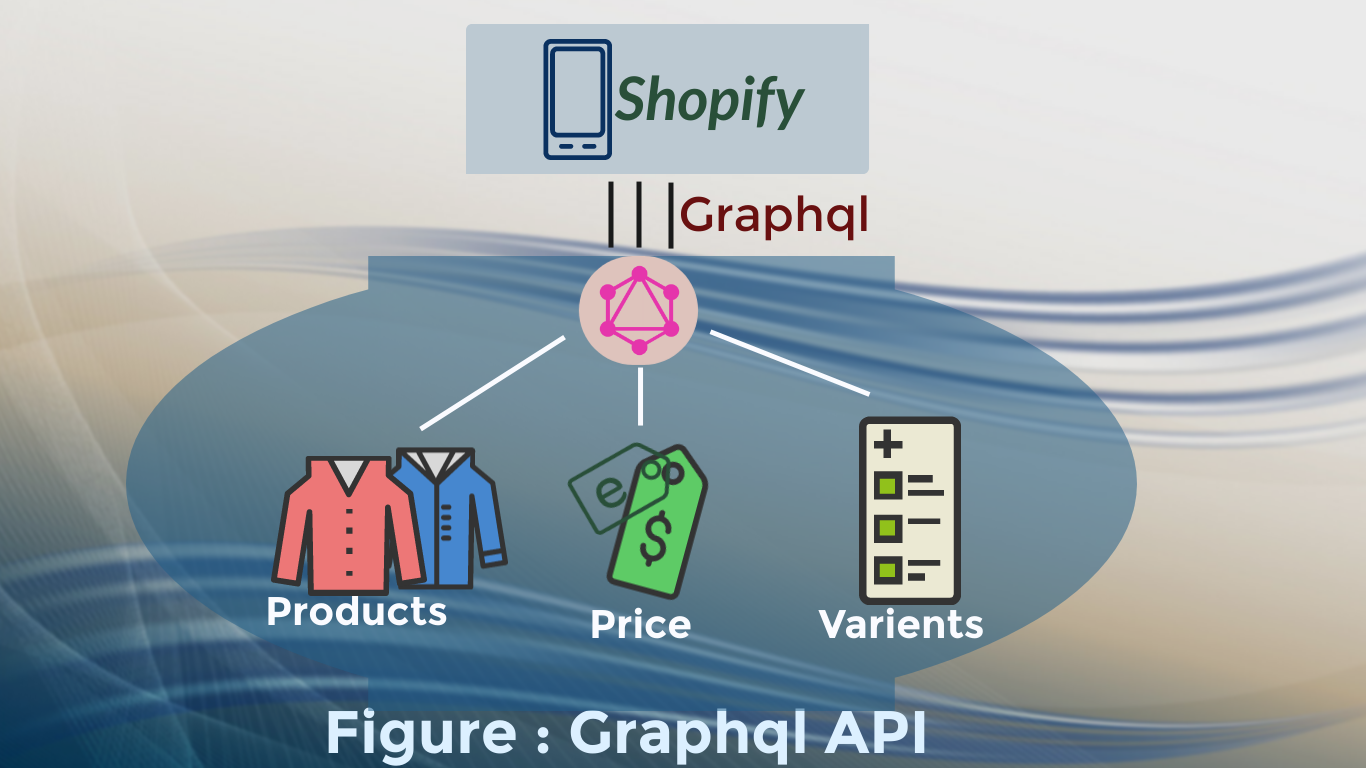 Shopify
Graphql
e
$
Products
Price
Varients
Figure : Graphql API